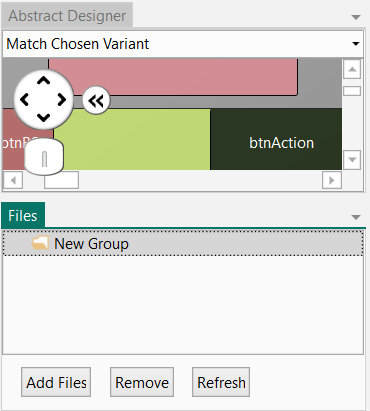 Abstract Designer
Match Chosen Variant
btnAction
Files
New Group
Add Files Remove Refresh